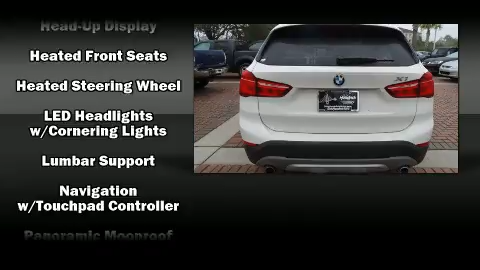 Head-Up Display
Heated Front Seats
Heated Steering Wheel
LED Headlights
w/Cornering Lights
Lumbar Support
Navigation
w/Touchpad Controller
Panoramic Moonroof
X1